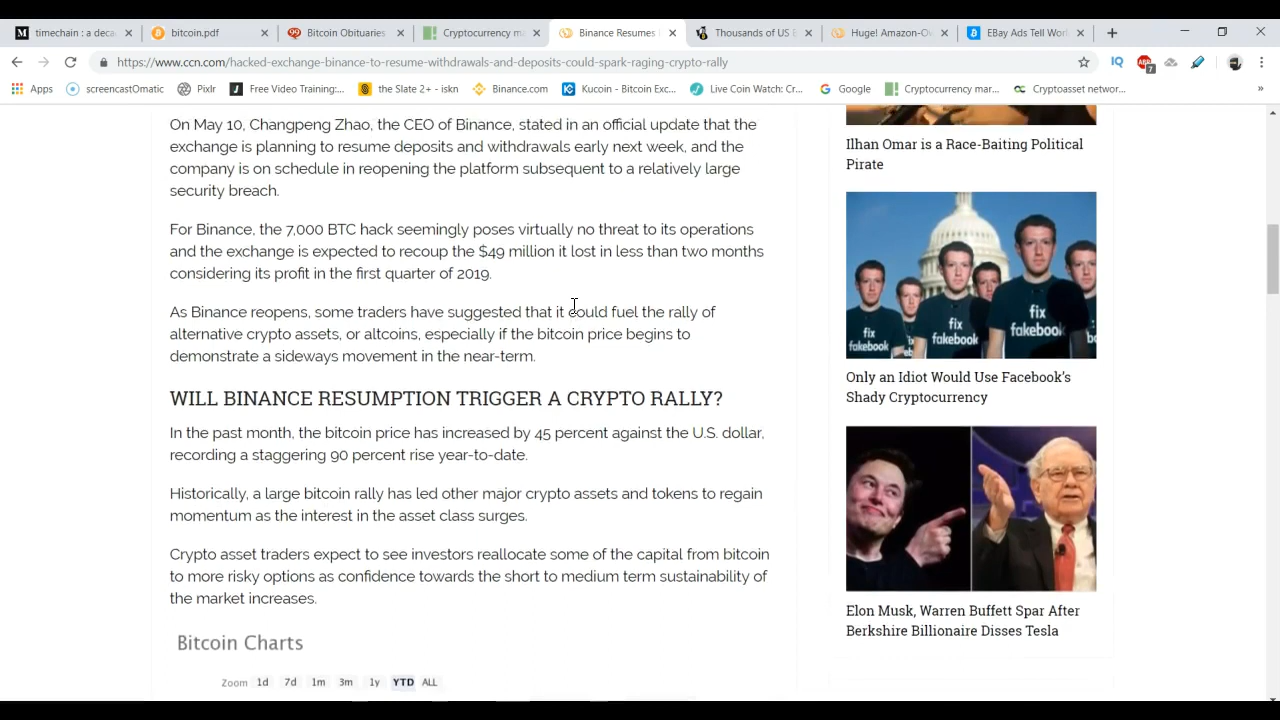 timechain : a deca
bitcoin.pdf
Bitcoin Obituaries
Cryptocurrency ma
Binance Resumes
Thousands of US E
Huge! Amazon-Ow
EBay Ads Tell Worl
https://www.ccn.com/hacked-exchange-binance-to-resume-withdrawals-and-deposits-could-spark-raging-crypto-rally
IQ
ABP
7
Apps
screencastOmatic
Pixlr
Free Video Training:...
the Slate 2+ - iskn
Binance.com
Kucoin - Bitcoin Exc...
Live Coin Watch: Cr...
Google
Cryptocurrency mar...
Cryptoasset networ...
»
On May 10, Changpeng Zhao, the CEO of Binance, stated in an official update that the
exchange is planning to resume deposits and withdrawals early next week, and the
company is on schedule in reopening the platform subsequent to a relatively large
security breach.
For Binance, the 7,000 BTC hack seemingly poses virtually no threat to its operations
and the exchange is expected to recoup the $49 million it lost in less than two months
considering its profit in the first quarter of 2019.
As Binance reopens, some traders have suggested that it could fuel the rally of
alternative crypto assets, or altcoins, especially if the bitcoin price begins to
demonstrate a sideways movement in the near-term.
WILL BINANCE RESUMPTION TRIGGER A CRYPTO RALLY?
In the past month, the bitcoin price has increased by 45 percent against the U.S. dollar,
recording a staggering 90 percent rise year-to-date.
Historically, a large bitcoin rally has led other major crypto assets and tokens to regain
momentum as the interest in the asset class surges.
Crypto asset traders expect to see investors reallocate some of the capital from bitcoin
to more risky options as confidence towards the short to medium term sustainability of
the market increases.
Bitcoin Charts
Zoom 1d 7d 1m 3m 1y YTD ALL
Ilhan Omar is a Race-Baiting Political
Pirate
fix
fakebook
fix
fakebook
fix
fakebook.
Only an Idiot Would Use Facebook's
Shady Cryptocurrency
Elon Musk, Warren Buffett Spar After
Berkshire Billionaire Disses Tesla